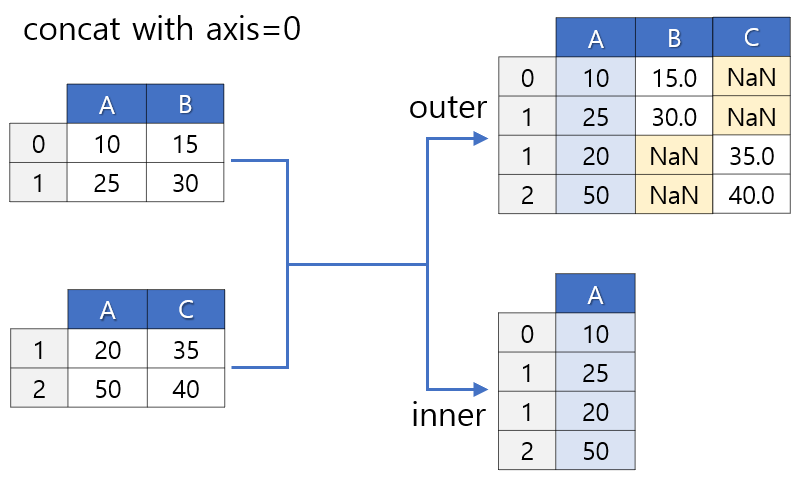 concat with axis=0
A B
0 10 15
1 25 30
A C
1 20 35
2 50 40
outer
A B C
0 10 15.0 NaN
1 25 30.0 NaN
1 20 NaN 35.0
2 50 NaN 40.0
inner
A
0 10
1 25
1 20
2 50